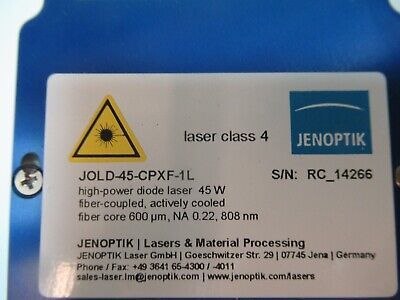 laser class 4
JENOPTIK
JOLD-45-CPXF-1L S/N: RC_14266
high-power diode laser 45 W
fiber-coupled, actively cooled
fiber core 600 µm, NA 0.22, 808 nm
JENOPTIK | Lasers & Material Processing
JENOPTIK Laser GmbH | Goeschwitzer Str. 29 | 07745 Jena | Germany
Phone / Fax: +49 3641 65-4300 / -4011
sales-laser.lm@jenoptik.com | www.jenoptik.com/lasers